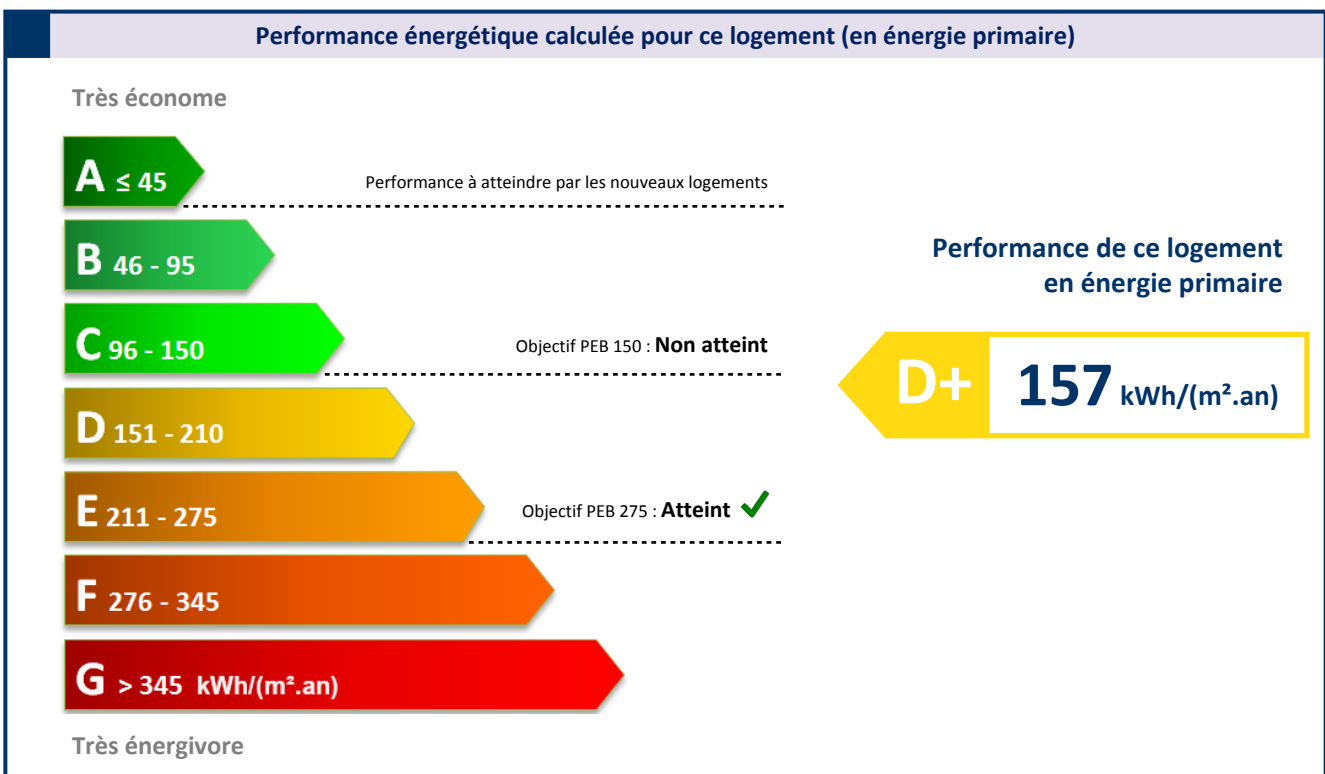 Performance énergétique calculée pour ce logement (en énergie primaire)
Très économe
A ≤ 45
Performance à atteindre par les nouveaux logements
B 46 - 95
Performance de ce logement
en énergie primaire
C 96 - 150
Objectif PEB 150 : Non atteint
D+ 157 kWh/(m².an)
D 151 - 210
E 211 - 275
Objectif PEB 275 : Atteint ✓
F 276 - 345
G > 345 kWh/(m².an)
Très énergivore